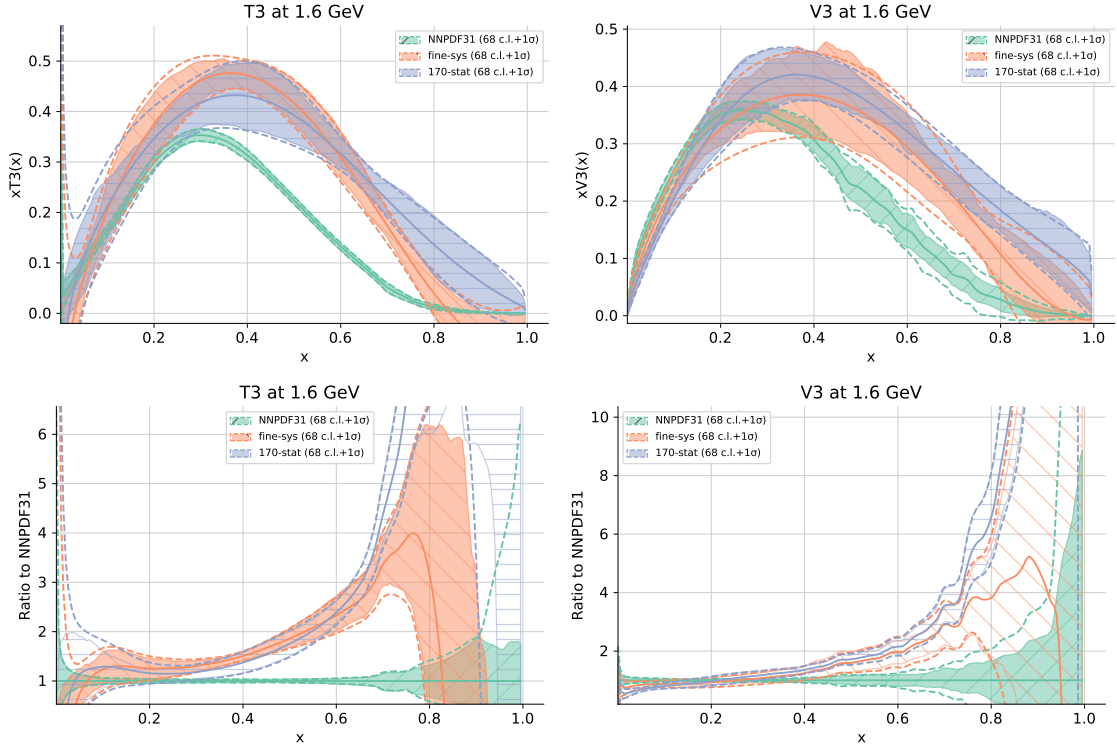 T3 at 1.6 GeV
NNPDF31 (68 c.l.+1σ)
fine-sys (68 c.l.+1σ)
170-stat (68 c.l.+1σ)
xT3(x)
0.5
0.4
0.3
0.2
0.1
0.0
0.2 0.4 0.6 0.8 1.0
x
V3 at 1.6 GeV
NNPDF31 (68 c.l.+1σ)
fine-sys (68 c.l.+1σ)
170-stat (68 c.l.+1σ)
xV3(x)
0.5
0.4
0.3
0.2
0.1
0.0
0.2 0.4 0.6 0.8 1.0
x
T3 at 1.6 GeV
NNPDF31 (68 c.l.+1σ)
fine-sys (68 c.l.+1σ)
170-stat (68 c.l.+1σ)
Ratio to NNPDF31
6
5
4
3
2
1
0.2 0.4 0.6 0.8 1.0
x
V3 at 1.6 GeV
NNPDF31 (68 c.l.+1σ)
fine-sys (68 c.l.+1σ)
170-stat (68 c.l.+1σ)
Ratio to NNPDF31
10
8
6
4
2
0.2 0.4 0.6 0.8 1.0
x